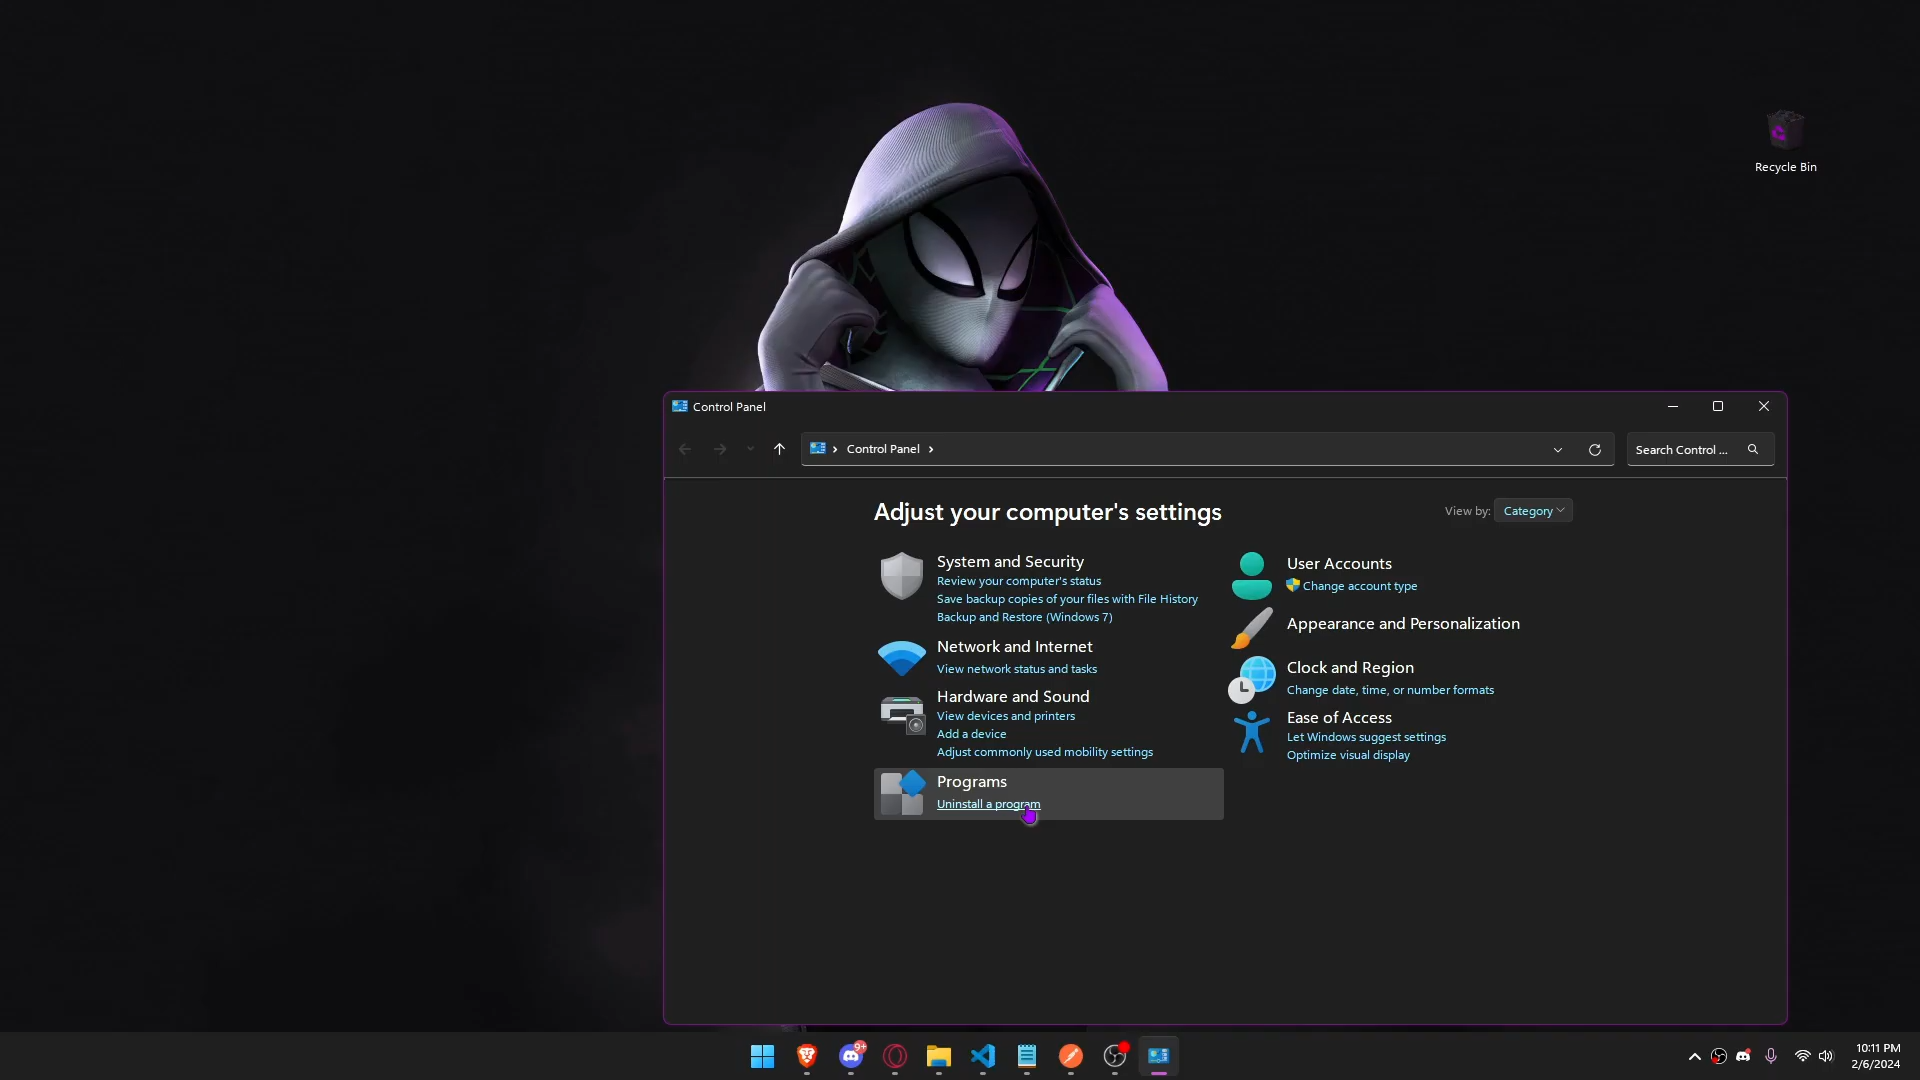 Recycle Bin
Control Panel
Control Panel
Search Control ...
Adjust your computer's settings
View by: Category
System and Security
Review your computer's status
Save backup copies of your files with File History
Backup and Restore (Windows 7)
Network and Internet
View network status and tasks
Hardware and Sound
View devices and printers
Add a device
Adjust commonly used mobility settings
Programs
Uninstall a program
User Accounts
Change account type
Appearance and Personalization
Clock and Region
Change date, time, or number formats
Ease of Access
Let Windows suggest settings
Optimize visual display
9+
10:11 PM
2/6/2024